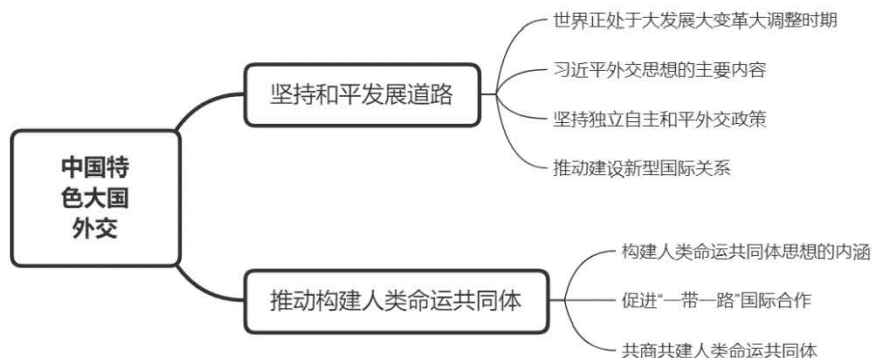 世界正处于大发展大变革大调整时期
坚持和平发展道路
习近平外交思想的主要内容
坚持独立自主和平外交政策
推动建设新型国际关系
中国特
色大国
外交
构建人类命运共同体思想的内涵
推动构建人类命运共同体
促进“一带一路”国际合作
共商共建人类命运共同体